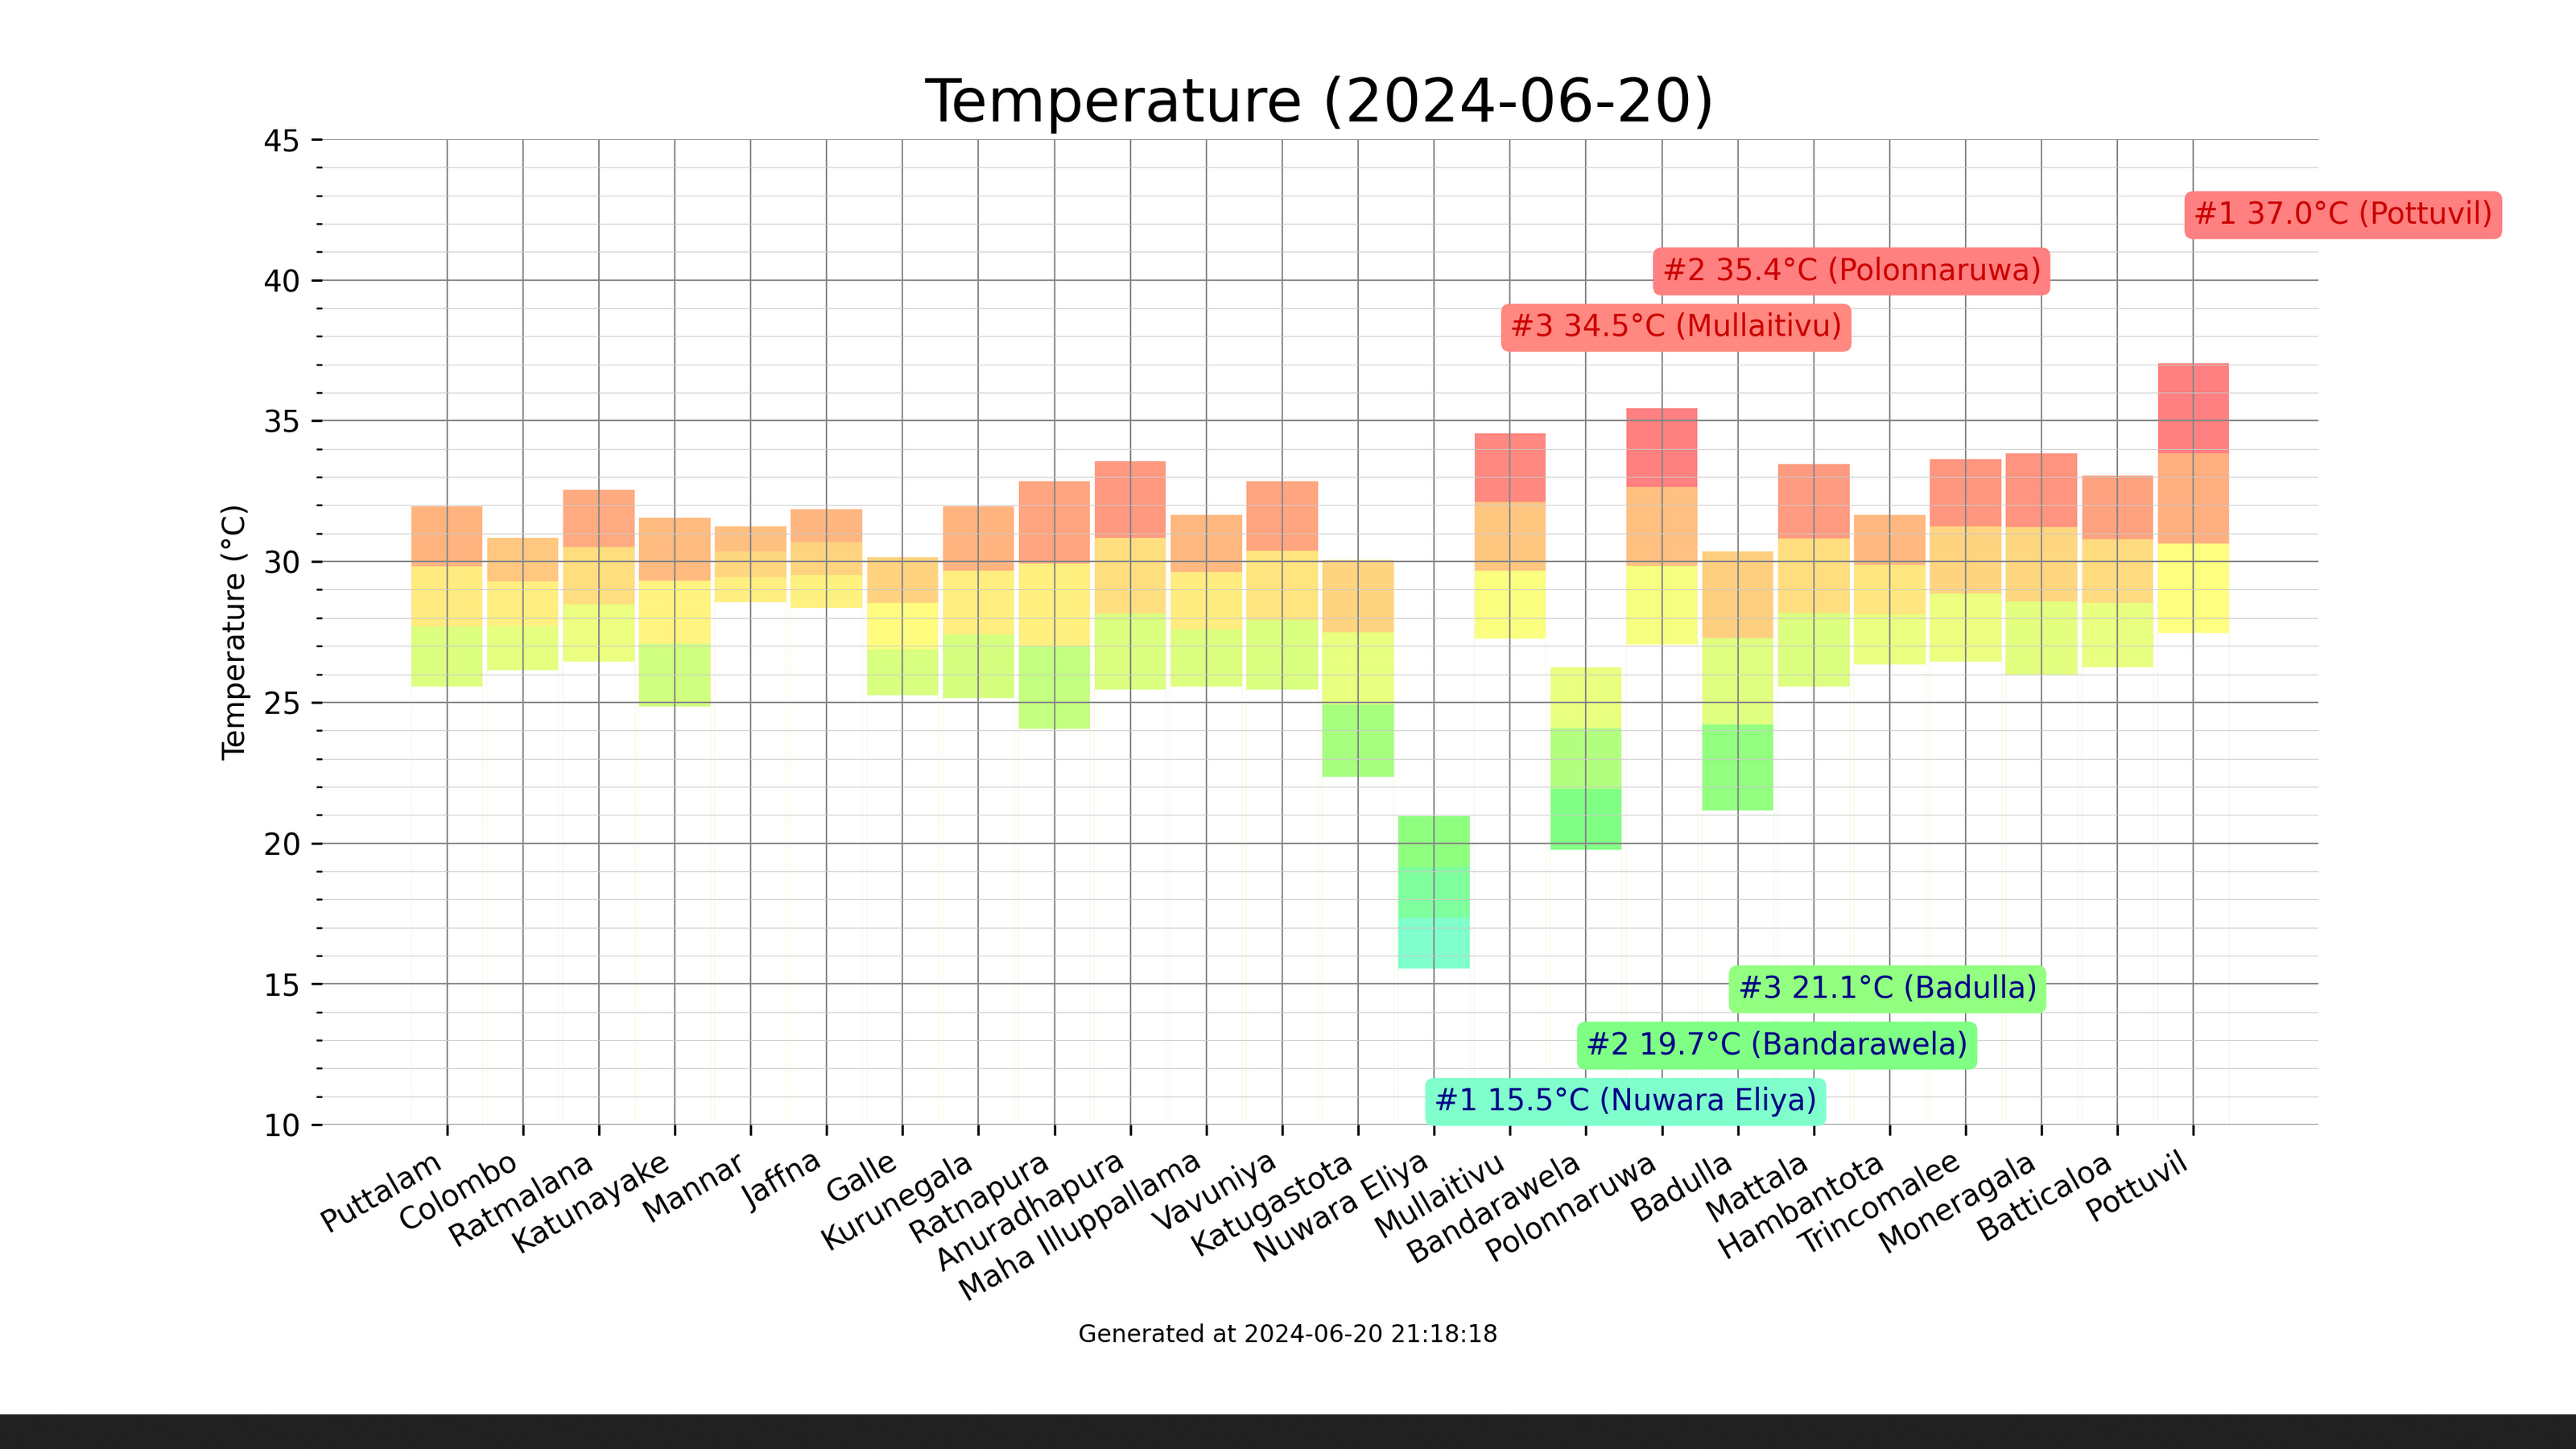 Temperature (2024-06-20)
45
40
35
30
25
20
15
10
Temperature (°C)
#1 37.0°C (Pottuvil)
#2 35.4°C (Polonnaruwa)
#3 34.5°C (Mullaitivu)
#3 21.1°C (Badulla)
#2 19.7°C (Bandarawela)
#1 15.5°C (Nuwara Eliya)
Puttalam
Colombo
Ratmalana
Katunayake
Mannar
Jaffna
Galle
Kurunegala
Ratnapura
Anuradhapura
Maha Illuppallama
Vavuniya
Katugastota
Nuwara Eliya
Mullaitivu
Bandarawela
Polonnaruwa
Badulla
Mattala
Hambantota
Trincomalee
Moneragala
Batticaloa
Pottuvil
Generated at 2024-06-20 21:18:18